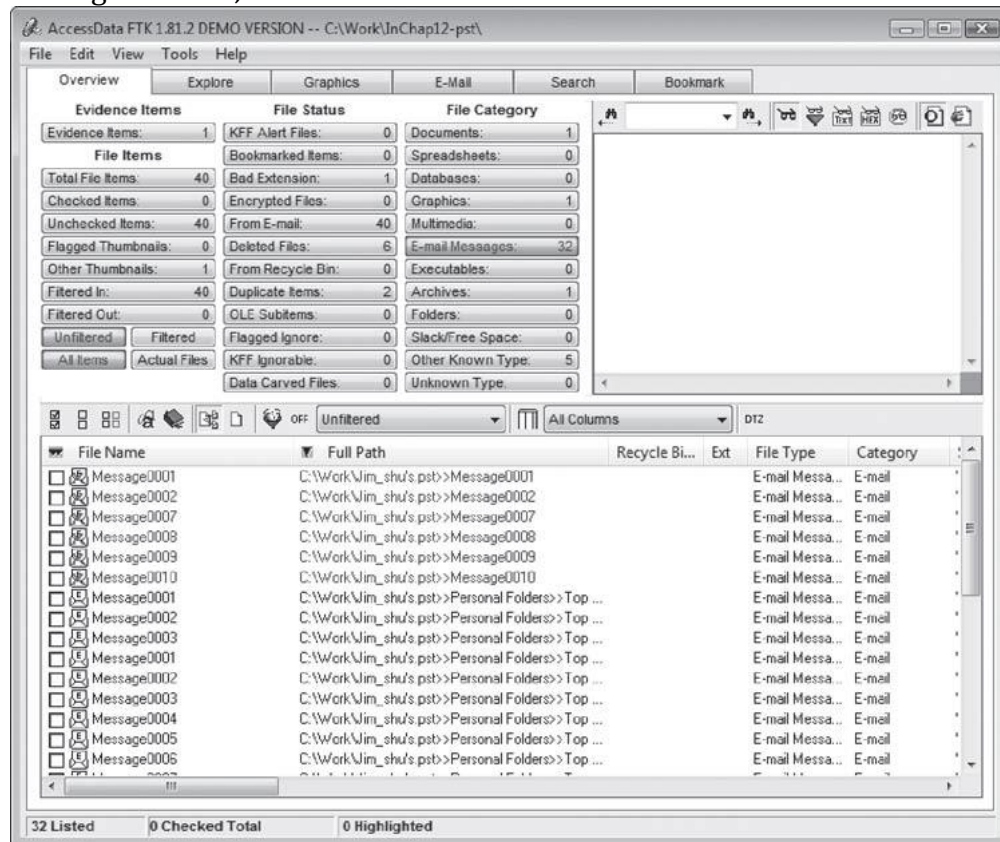 AccessData FTK 1.81.2 DEMO VERSION -- C:\Work\InChap12-pst\
File Edit View Tools Help
Overview Explore Graphics E-Mail Search Bookmark
Evidence Items File Status File Category
Evidence Items: 1 KFF Alert Files: 0 Documents: 1
File Items Bookmarked Items: 0 Spreadsheets: 0
Total File Items: 40 Bad Extension: 1 Databases: 0
Checked Items: 0 Encrypted Files: 0 Graphics: 1
Unchecked Items: 40 From E-mail: 40 Multimedia: 0
Flagged Thumbnails: 0 Deleted Files: 6 E-mail Messages: 32
Other Thumbnails: 1 From Recycle Bin: 0 Executables: 0
Filtered In: 40 Duplicate Items: 2 Archives: 1
Filtered Out: 0 OLE Subitems: 0 Folders: 0
Unfiltered Filtered Flagged Ignore: 0 Slack/Free Space: 0
All Items Actual Files KFF Ignorable: 0 Other Known Type: 5
Data Carved Files: 0 Unknown Type: 0
TEXT HEX
OFF Unfiltered All Columns DTZ
File Name Full Path Recycle Bi... Ext File Type Category
Message0001 C:\Work\Jim_shu's.pst>>Message0001 E-mail Messa... E-mail
Message0002 C:\Work\Jim_shu's.pst>>Message0002 E-mail Messa... E-mail
Message0007 C:\Work\Jim_shu's.pst>>Message0007 E-mail Messa... E-mail
Message0008 C:\Work\Jim_shu's.pst>>Message0008 E-mail Messa... E-mail
Message0009 C:\Work\Jim_shu's.pst>>Message0009 E-mail Messa... E-mail
Message0010 C:\Work\Jim_shu's.pst>>Message0010 E-mail Messa... E-mail
Message0001 C:\Work\Jim_shu's.pst>>Personal Folders>>Top ... E-mail Messa... E-mail
Message0002 C:\Work\Jim_shu's.pst>>Personal Folders>>Top ... E-mail Messa... E-mail
Message0003 C:\Work\Jim_shu's.pst>>Personal Folders>>Top ... E-mail Messa... E-mail
Message0001 C:\Work\Jim_shu's.pst>>Personal Folders>>Top ... E-mail Messa... E-mail
Message0002 C:\Work\Jim_shu's.pst>>Personal Folders>>Top ... E-mail Messa... E-mail
Message0003 C:\Work\Jim_shu's.pst>>Personal Folders>>Top ... E-mail Messa... E-mail
Message0004 C:\Work\Jim_shu's.pst>>Personal Folders>>Top ... E-mail Messa... E-mail
Message0005 C:\Work\Jim_shu's.pst>>Personal Folders>>Top ... E-mail Messa... E-mail
Message0006 C:\Work\Jim_shu's.pst>>Personal Folders>>Top ... E-mail Messa... E-mail
32 Listed 0 Checked Total 0 Highlighted